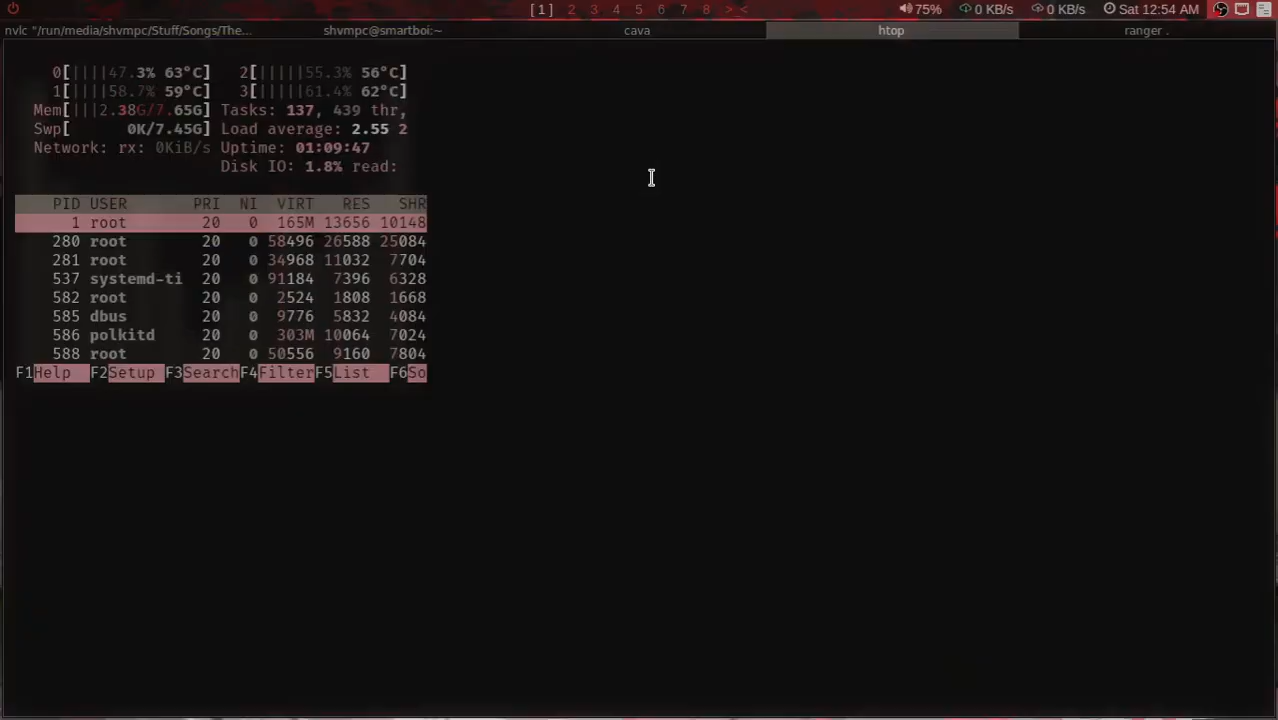 [1] 2 3 4 5 6 7 8 >_< 75% 0 KB/s 0 KB/s Sat 12:54 AM
nvlc "/run/media/shvmpc/Stuff/Songs/The... shvmpc@smartboi:~ cava htop ranger .
0[||||47.3% 63°C] 2[|||||55.3% 56°C]
1[||||58.7% 59°C] 3[|||||61.4% 62°C]
Mem[|||2.38G/7.65G] Tasks: 137, 439 thr,
Swp[ 0K/7.45G] Load average: 2.55 2
Network: rx: 0KiB/s Uptime: 01:09:47
Disk IO: 1.8% read:
PID USER PRI NI VIRT RES SHR
1 root 20 0 165M 13656 10148
280 root 20 0 58496 26588 25084
281 root 20 0 34968 11032 7704
537 systemd-ti 20 0 91184 7396 6328
582 root 20 0 2524 1808 1668
585 dbus 20 0 9776 5832 4084
586 polkitd 20 0 303M 10064 7024
588 root 20 0 50556 9160 7804
F1Help F2Setup F3Search F4Filter F5List F6So